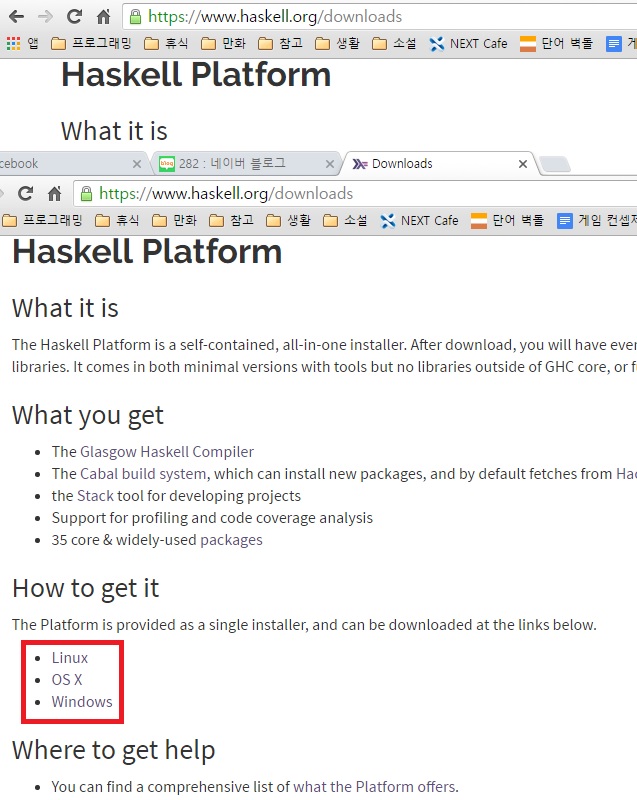 https://www.haskell.org/downloads
앱 프로그래밍 휴식 만화 참고 생활 소설 NEXT Cafe 단어 벽돌 게
Haskell Platform
What it is
cebook 282 : 네이버 블로그 Downloads
https://www.haskell.org/downloads
프로그래밍 휴식 만화 참고 생활 소설 NEXT Cafe 단어 벽돌 게임 컨셉저
Haskell Platform
What it is
The Haskell Platform is a self-contained, all-in-one installer. After download, you will have ever
libraries. It comes in both minimal versions with tools but no libraries outside of GHC core, or fu
What you get
The Glasgow Haskell Compiler
The Cabal build system, which can install new packages, and by default fetches from Hac
the Stack tool for developing projects
Support for profiling and code coverage analysis
35 core & widely-used packages
How to get it
The Platform is provided as a single installer, and can be downloaded at the links below.
Linux
OS X
Windows
Where to get help
You can find a comprehensive list of what the Platform offers.